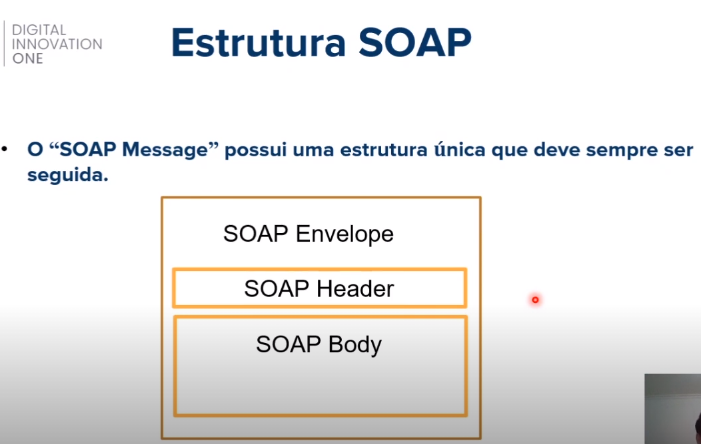 DIGITAL
INNOVATION
ONE
Estrutura SOAP
• O “SOAP Message” possui uma estrutura única que deve sempre ser
seguida.
SOAP Envelope
SOAP Header
SOAP Body